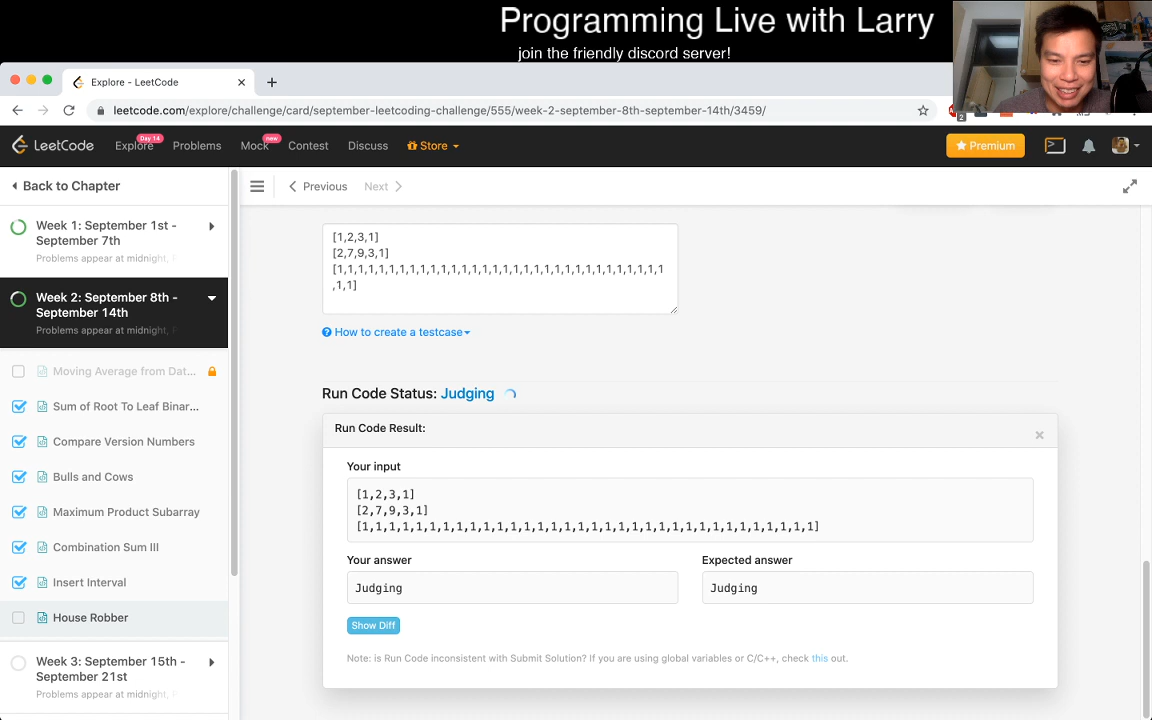 Programming Live with Larry
join the friendly discord server!
Explore - LeetCode
leetcode.com/explore/challenge/card/september-leetcoding-challenge/555/week-2-september-8th-september-14th/3459/
2
LeetCode
Explore
Day 14
Problems
Mock
new
Contest
Discuss
Store
Premium
Back to Chapter
Previous
Next
Week 1: September 1st -
September 7th
Problems appear at midnight,
Week 2: September 8th -
September 14th
Problems appear at midnight,
Moving Average from Dat...
Sum of Root To Leaf Binar...
Compare Version Numbers
Bulls and Cows
Maximum Product Subarray
Combination Sum III
Insert Interval
House Robber
Week 3: September 15th -
September 21st
Problems appear at midnight,
[1,2,3,1]
[2,7,9,3,1]
[1,1,1,1,1,1,1,1,1,1,1,1,1,1,1,1,1,1,1,1,1,1,1,1,1,1,1,1,1,1,1,1
,1,1]
How to create a testcase
Run Code Status: Judging
Run Code Result:
Your input
[1,2,3,1]
[2,7,9,3,1]
[1,1,1,1,1,1,1,1,1,1,1,1,1,1,1,1,1,1,1,1,1,1,1,1,1,1,1,1,1,1,1,1,1,1]
Your answer
Expected answer
Judging
Judging
Show Diff
Note: is Run Code inconsistent with Submit Solution? If you are using global variables or C/C++, check this out.